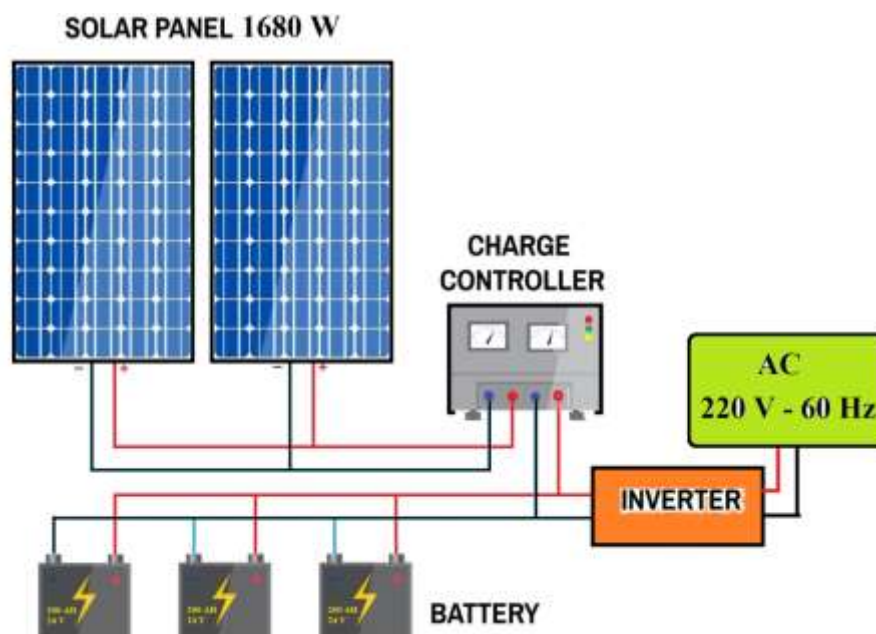 SOLAR PANEL 1680 W
− + − +
CHARGE
CONTROLLER
AC
220 V - 60 Hz
INVERTER
BATTERY